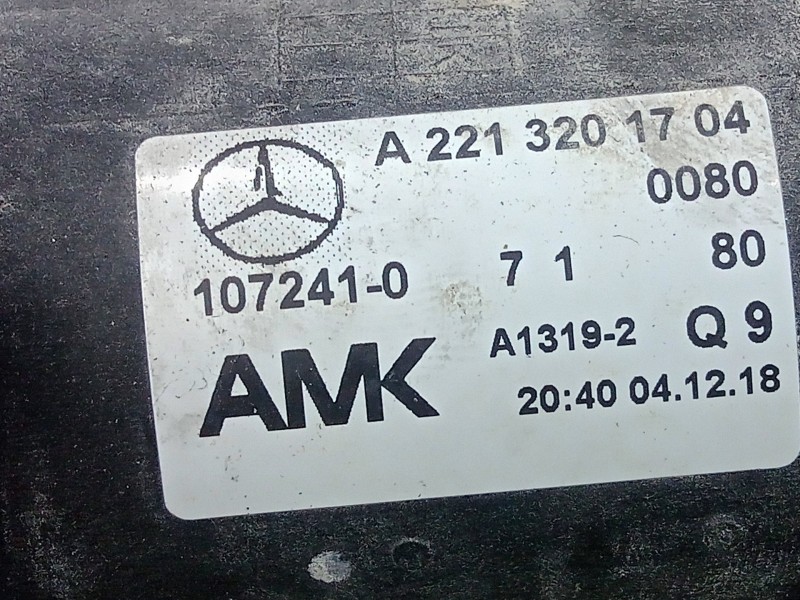 A 221 320 17 04
0080
107241-0 7 1 80
A1319-2 Q 9
AMK
20:40 04.12.18